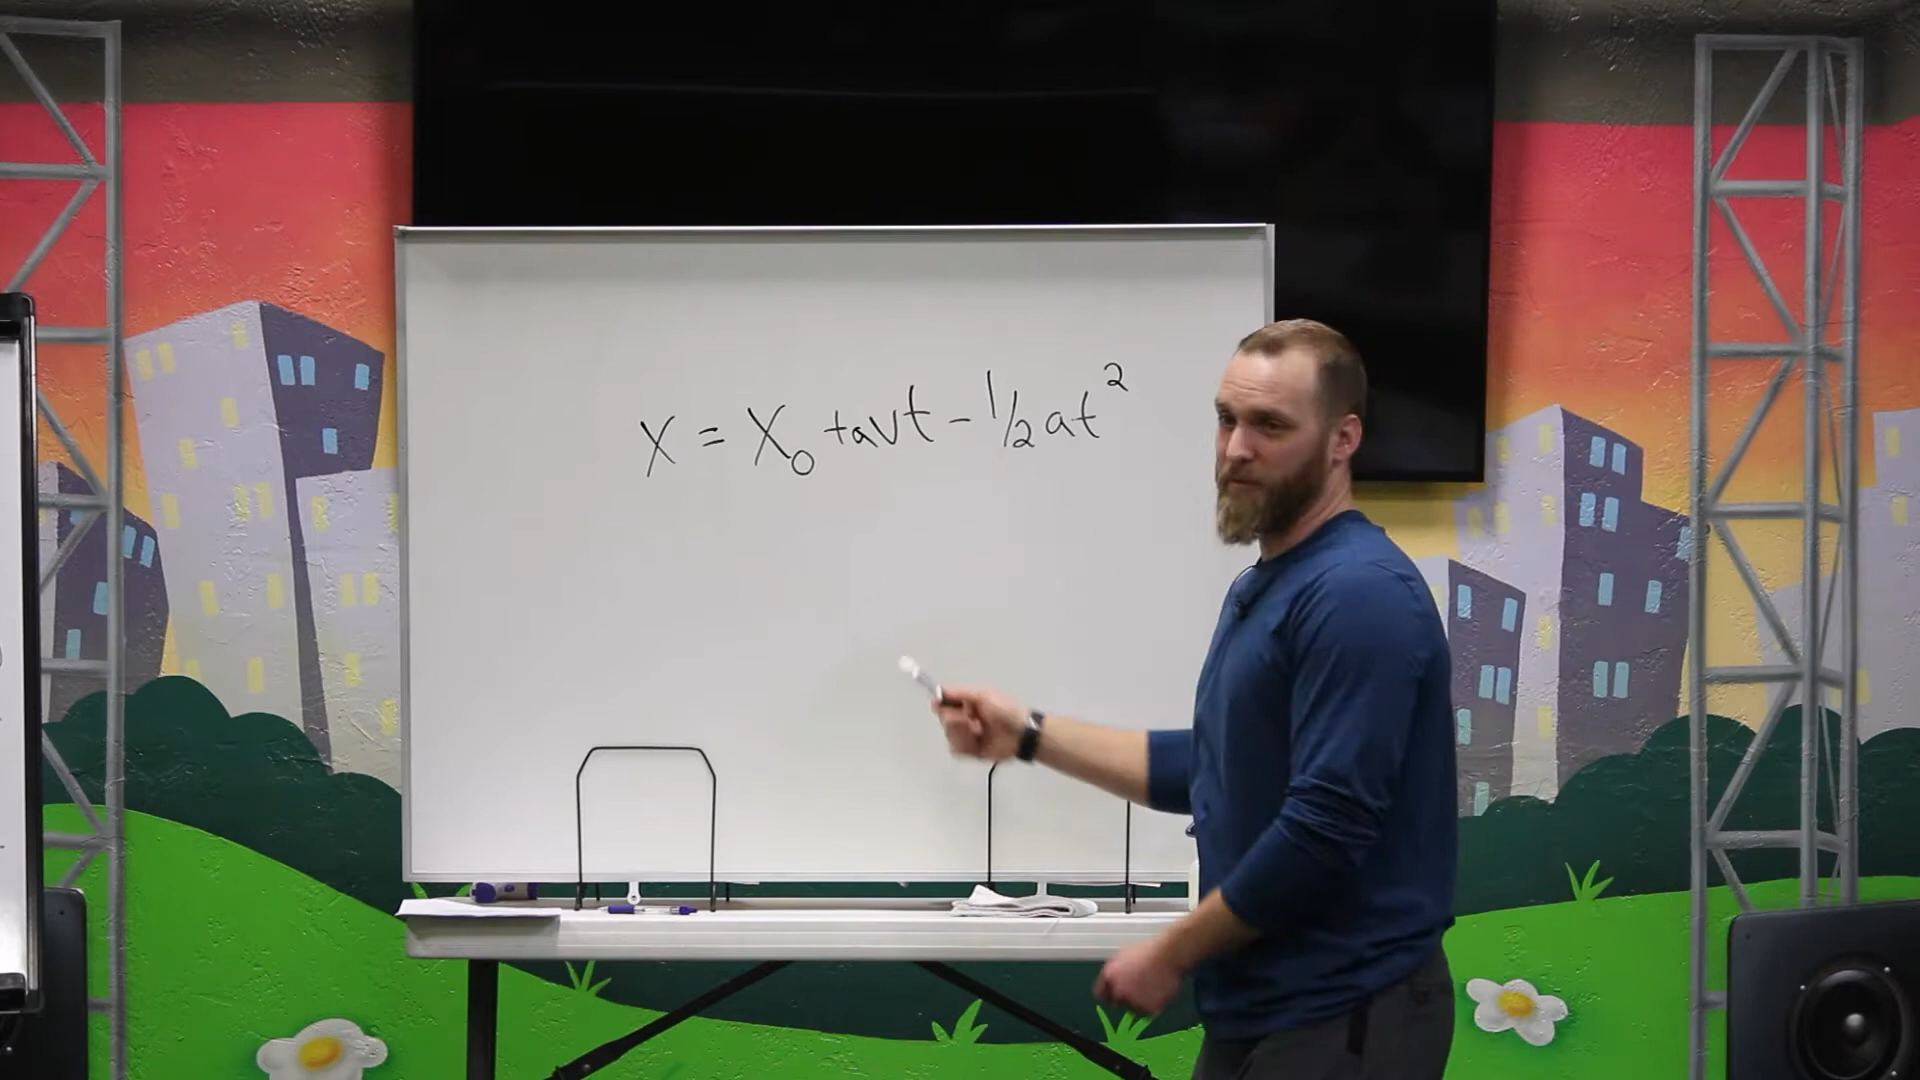 X = X₀ + avt - 1/2 at²